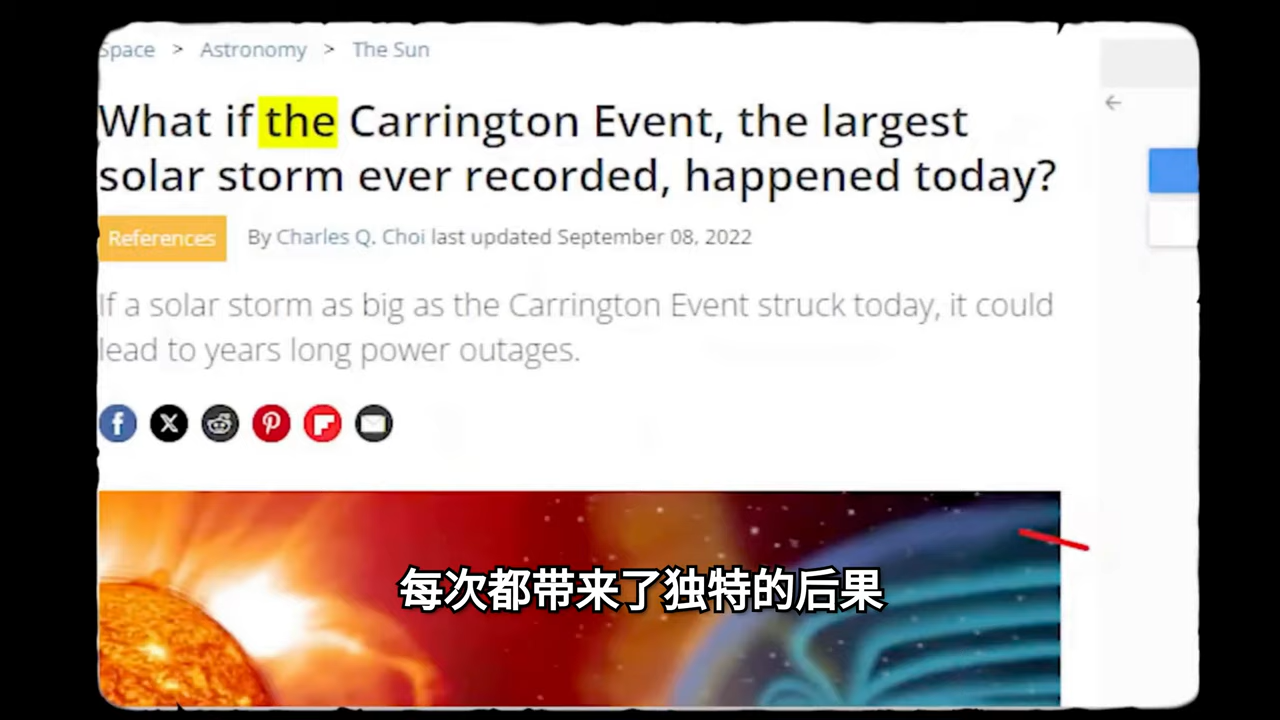 Space > Astronomy > The Sun
What if the Carrington Event, the largest
solar storm ever recorded, happened today?
References By Charles Q. Choi last updated September 08, 2022
If a solar storm as big as the Carrington Event struck today, it could
lead to years long power outages.
每次都带来了独特的后果